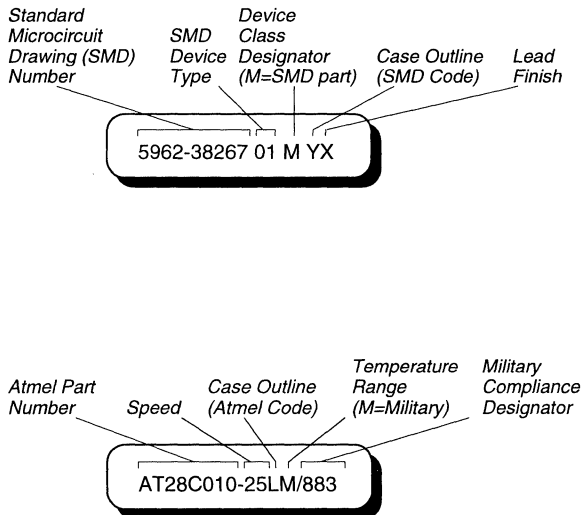 Standard
Microcircuit
Drawing (SMD)
Number
SMD
Device
Type
Device
Class
Designator
(M=SMD part)
Case Outline
(SMD Code)
Lead
Finish
5962-38267 01 M YX
Atmel Part
Number
Speed
Case Outline
(Atmel Code)
Temperature
Range
(M=Military)
Military
Compliance
Designator
AT28C010-25LM/883